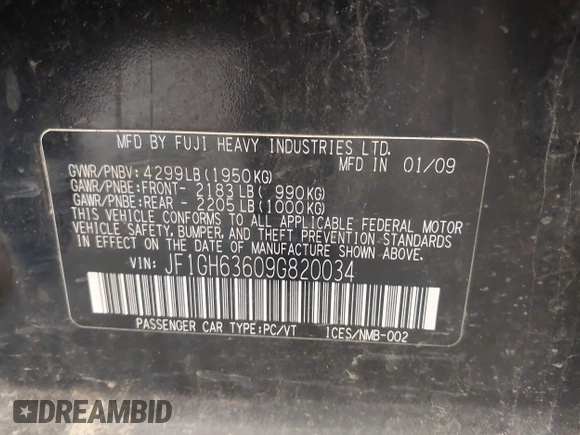 MFD BY FUJI HEAVY INDUSTRIES LTD.
MFD IN 01/09
GVWR/PNBV: 4299LB (1950KG)
GAWR/PNBE: FRONT- 2183 LB ( 990KG)
GAWR/PNBE: REAR - 2205 LB (1000KG)
THIS VEHICLE CONFORMS TO ALL APPLICABLE FEDERAL MOTOR
VEHICLE SAFETY, BUMPER, AND THEFT PREVENTION STANDARDS
IN EFFECT ON THE DATE OF MANUFACTURE SHOWN ABOVE.
VIN: JF1GH63609G820034
PASSENGER CAR TYPE: PC/VT 1CES/NMB-002
DREAMBID